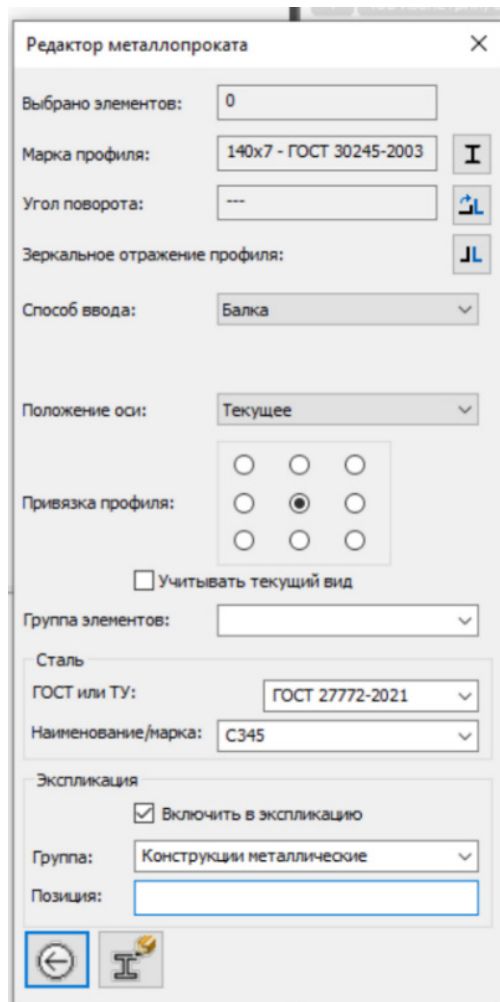 Редактор металлопроката
Выбрано элементов: 0
Марка профиля: 140x7 - ГОСТ 30245-2003
Угол поворота: ---
Зеркальное отражение профиля:
Способ ввода: Балка
Положение оси: Текущее
Привязка профиля:
Учитывать текущий вид
Группа элементов:
Сталь
ГОСТ или ТУ: ГОСТ 27772-2021
Наименование/марка: С345
Экспликация
Включить в экспликацию
Группа: Конструкции металлические
Позиция: